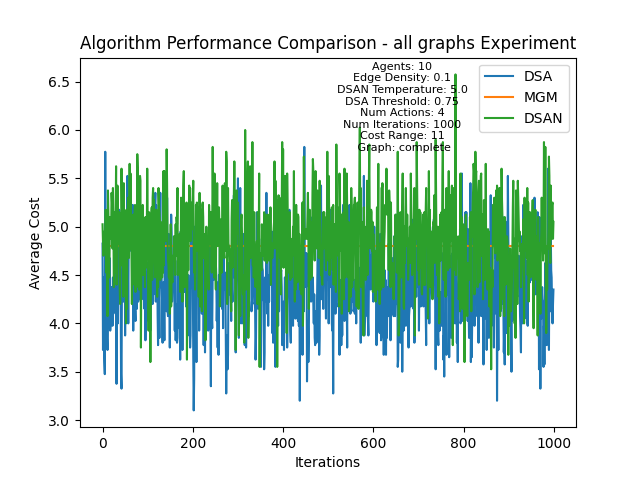 Algorithm Performance Comparison - all graphs Experiment
Agents: 10
Edge Density: 0.1
DSAN Temperature: 5.0
DSA Threshold: 0.75
Num Actions: 4
Num Iterations: 1000
Cost Range: 11
Graph: complete
DSA
MGM
DSAN
Average Cost
6.5
6.0
5.5
5.0
4.5
4.0
3.5
3.0
0
200
400
600
800
1000
Iterations